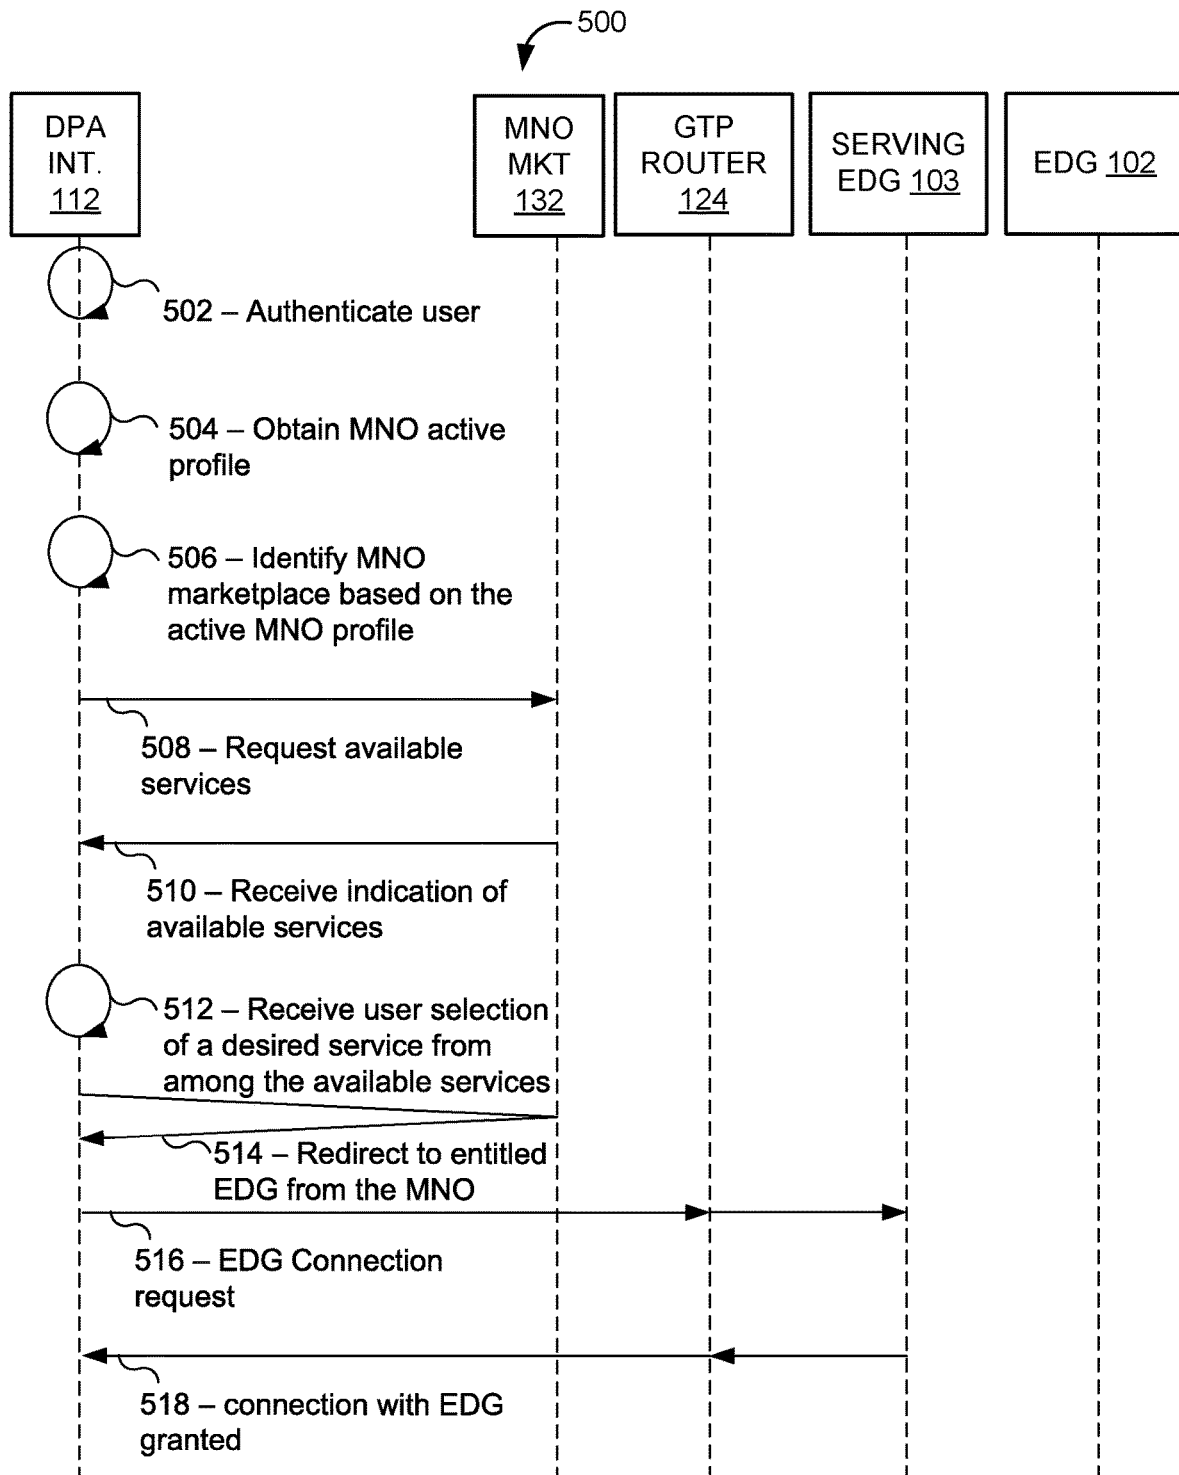 500
DPA
INT.
112
MNO
MKT
132
GTP
ROUTER
124
SERVING
EDG 103
EDG 102
502 – Authenticate user
504 – Obtain MNO active
profile
506 – Identify MNO
marketplace based on the
active MNO profile
508 – Request available
services
510 – Receive indication of
available services
512 – Receive user selection
of a desired service from
among the available services
514 – Redirect to entitled
EDG from the MNO
516 – EDG Connection
request
518 – connection with EDG
granted